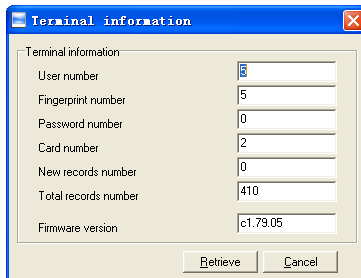 Terminal information
Terminal information
User number 5
Fingerprint number 5
Password number 0
Card number 2
New records number 0
Total records number 410
Firmware version c1.79.05
Retrieve Cancel